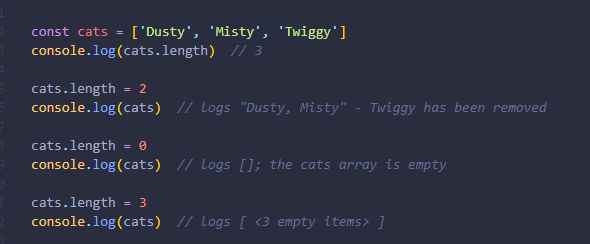 const cats = ['Dusty', 'Misty', 'Twiggy']
console.log(cats.length)  // 3
cats.length = 2
console.log(cats)  // logs "Dusty, Misty" - Twiggy has been removed
cats.length = 0
console.log(cats)  // logs []; the cats array is empty
cats.length = 3
console.log(cats)  // logs [ <3 empty items> ]